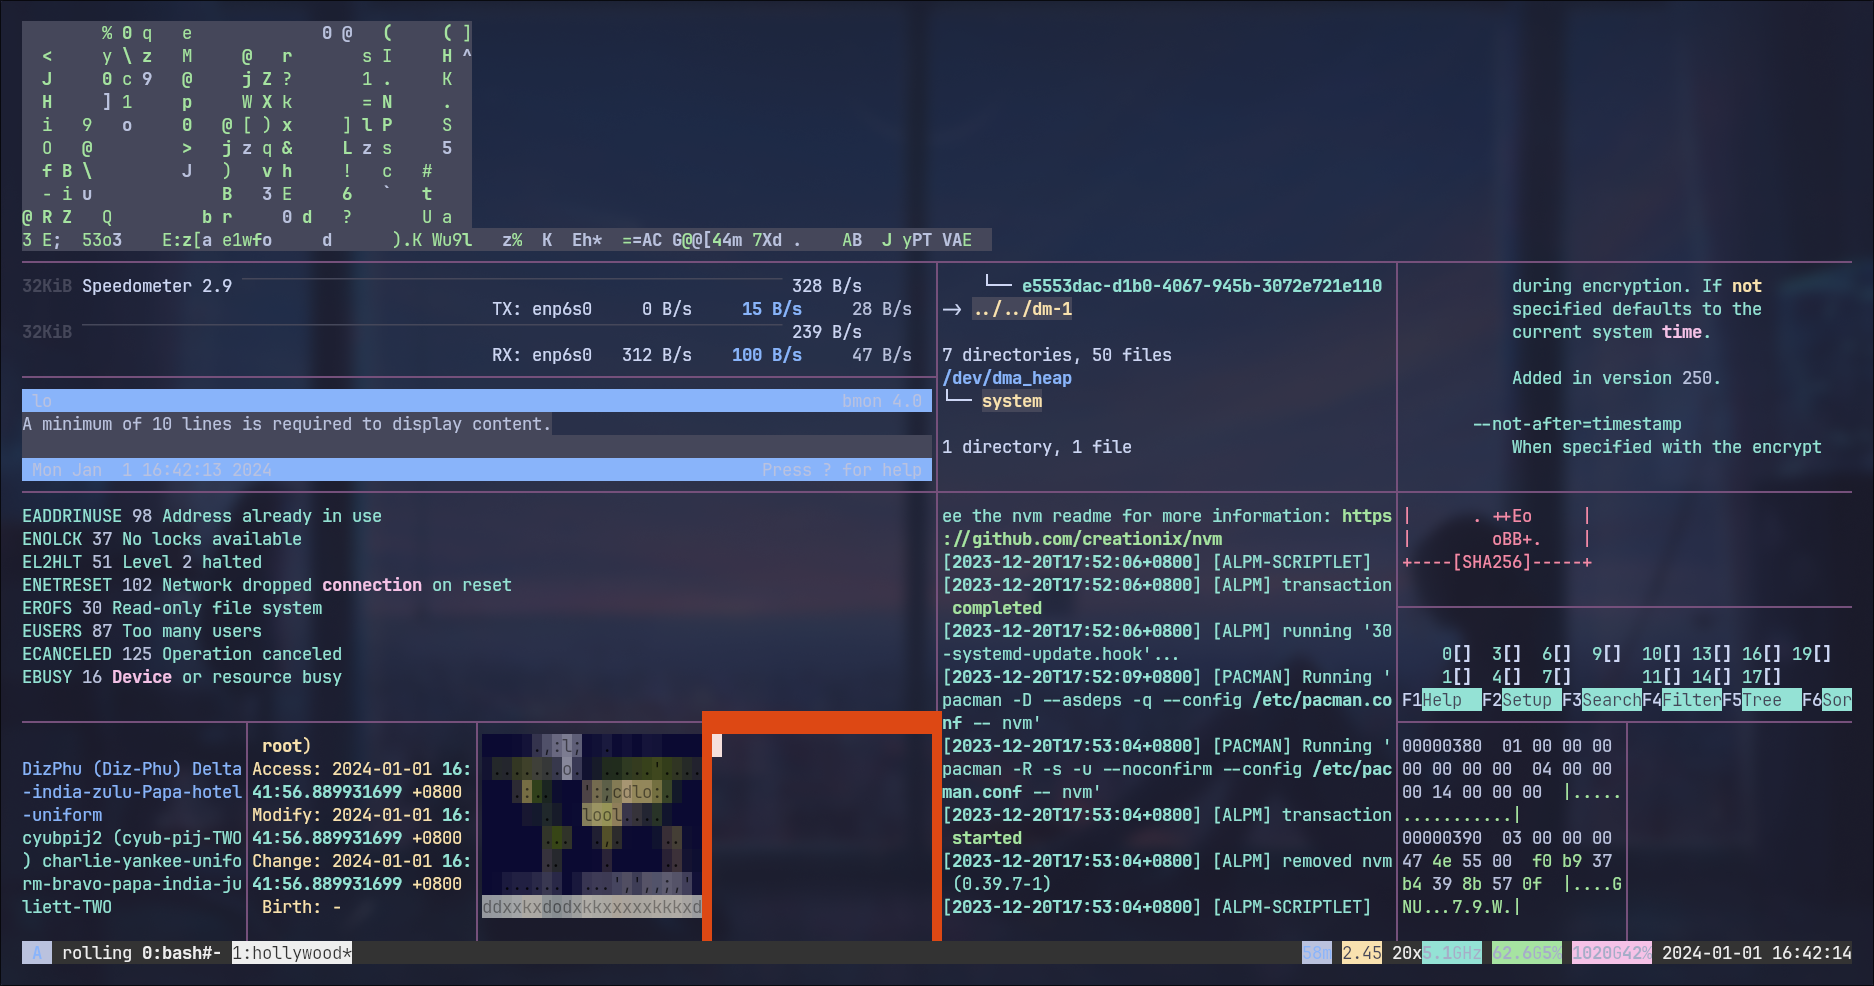 % 0 q   e             0 @   (     ( ]
<     y \ z   M     @   r       s I     H ^
J     0 c 9   @     j Z ?       1 .     K
H     ] 1     p     W X k       = N     .
i   9   o     0   @ [ ) x     ] l P     S
O   @         >   j z q &     L z s     5
f B \         J   )   v h     !   c   #
- i u             B   3 E     6   `   t
@ R Z   Q         b r     0 d   ?       U a
3 E;  53o3    E:z[a e1wfo     d      ).K Wu9l   z%  K  Eh*  ==AC G@@[44m 7Xd .    AB  J yPT VAE
32KiB Speedometer 2.9 328 B/s
TX: enp6s0     0 B/s     15 B/s     28 B/s
32KiB 239 B/s
RX: enp6s0   312 B/s    100 B/s     47 B/s
lo bmon 4.0
A minimum of 10 lines is required to display content.
Mon Jan  1 16:42:13 2024 Press ? for help
└── e5553dac-d1b0-4067-945b-3072e721e110
-> ../../dm-1
7 directories, 50 files
/dev/dma_heap
└── system
1 directory, 1 file
during encryption. If not
specified defaults to the
current system time.
Added in version 250.
--not-after=timestamp
When specified with the encrypt
EADDRINUSE 98 Address already in use
ENOLCK 37 No locks available
EL2HLT 51 Level 2 halted
ENETRESET 102 Network dropped connection on reset
EROFS 30 Read-only file system
EUSERS 87 Too many users
ECANCELED 125 Operation canceled
EBUSY 16 Device or resource busy
ee the nvm readme for more information: https
://github.com/creationix/nvm
[2023-12-20T17:52:06+0800] [ALPM-SCRIPTLET]
[2023-12-20T17:52:06+0800] [ALPM] transaction
completed
[2023-12-20T17:52:06+0800] [ALPM] running '30
-systemd-update.hook'...
[2023-12-20T17:52:09+0800] [PACMAN] Running '
pacman -D --asdeps -q --config /etc/pacman.co
nf -- nvm'
[2023-12-20T17:53:04+0800] [PACMAN] Running '
pacman -R -s -u --noconfirm --config /etc/pac
man.conf -- nvm'
[2023-12-20T17:53:04+0800] [ALPM] transaction
started
[2023-12-20T17:53:04+0800] [ALPM] removed nvm
(0.39.7-1)
[2023-12-20T17:53:04+0800] [ALPM-SCRIPTLET]
|      . ++Eo     |
|        oBB+.    |
+----[SHA256]-----+
0[]  3[]  6[]  9[]  10[] 13[] 16[] 19[]
1[]  4[]  7[]       11[] 14[] 17[]
F1Help  F2Setup F3SearchF4FilterF5Tree  F6Sor
DizPhu (Diz-Phu) Delta
-india-zulu-Papa-hotel
-uniform
cyubpij2 (cyub-pij-TWO
) charlie-yankee-unifo
rm-bravo-papa-india-ju
liett-TWO
root)
Access: 2024-01-01 16:
41:56.889931699 +0800
Modify: 2024-01-01 16:
41:56.889931699 +0800
Change: 2024-01-01 16:
41:56.889931699 +0800
Birth: -
.,:l;
.......o. .....'....
.:.. ':;cdlo:.
. lool....
ddxxkxdodxkkxxxxxkkkxd
00000380  01 00 00 00
00 00 00 00  04 00 00
00 14 00 00 00  |.....
...........|
00000390  03 00 00 00
47 4e 55 00  f0 b9 37
b4 39 8b 57 0f  |....G
NU...7.9.W.|
A rolling 0:bash#- 1:hollywood* 58m 2.45 20x5.1GHz 62.6G5% 1020G42% 2024-01-01 16:42:14